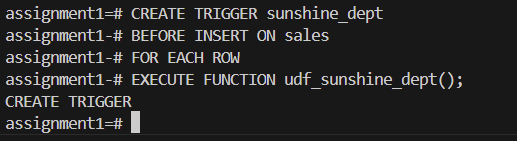 assignment1=# CREATE TRIGGER sunshine_dept
assignment1-# BEFORE INSERT ON sales
assignment1-# FOR EACH ROW
assignment1-# EXECUTE FUNCTION udf_sunshine_dept();
CREATE TRIGGER
assignment1=#